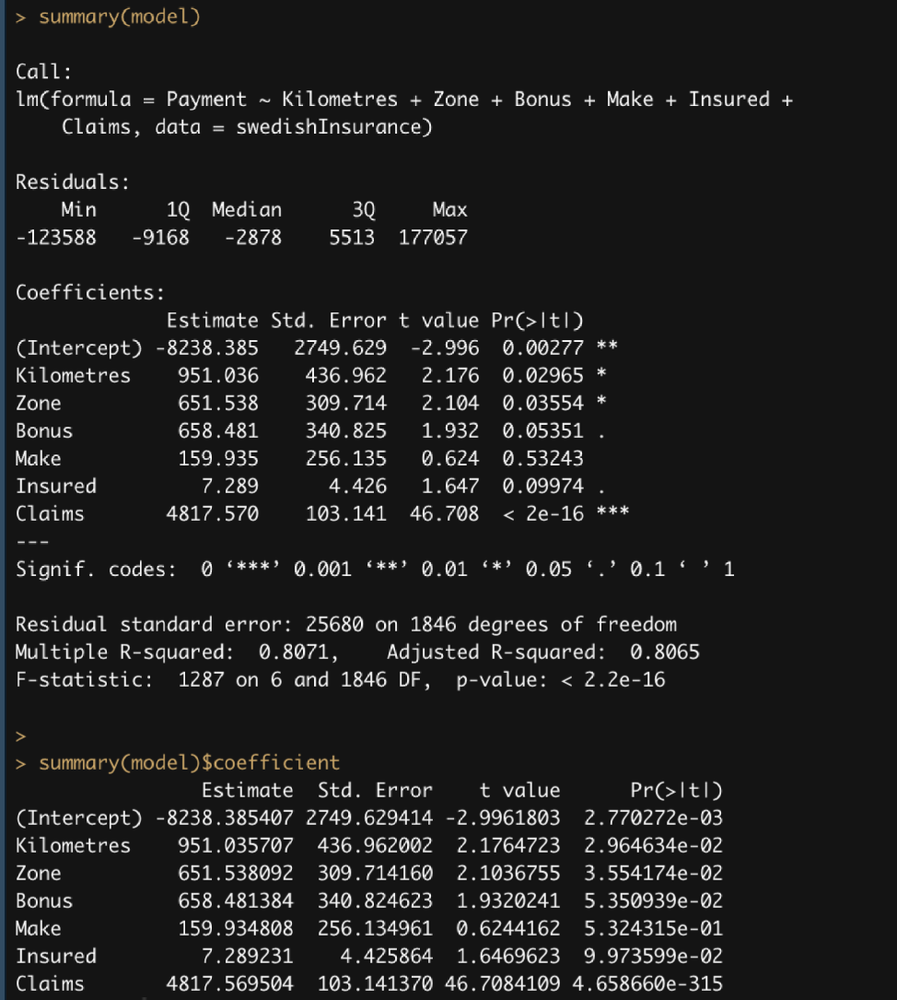 > summary(model)
Call:
lm(formula = Payment ~ Kilometres + Zone + Bonus + Make + Insured +
    Claims, data = swedishInsurance)
Residuals:
    Min      1Q  Median      3Q     Max
-123588   -9168   -2878    5513  177057
Coefficients:
             Estimate Std. Error t value Pr(>|t|)
(Intercept) -8238.385   2749.629  -2.996  0.00277 **
Kilometres    951.036    436.962   2.176  0.02965 *
Zone          651.538    309.714   2.104  0.03554 *
Bonus         658.481    340.825   1.932  0.05351 .
Make          159.935    256.135   0.624  0.53243
Insured         7.289      4.426   1.647  0.09974 .
Claims       4817.570    103.141  46.708  < 2e-16 ***
---
Signif. codes:  0 ‘***’ 0.001 ‘**’ 0.01 ‘*’ 0.05 ‘.’ 0.1 ‘ ’ 1
Residual standard error: 25680 on 1846 degrees of freedom
Multiple R-squared:  0.8071,    Adjusted R-squared:  0.8065
F-statistic:  1287 on 6 and 1846 DF,  p-value: < 2.2e-16
>
> summary(model)$coefficient
                Estimate  Std. Error    t value      Pr(>|t|)
(Intercept) -8238.385407 2749.629414 -2.9961803  2.770272e-03
Kilometres    951.035707  436.962002  2.1764723  2.964634e-02
Zone          651.538092  309.714160  2.1036755  3.554174e-02
Bonus         658.481384  340.824623  1.9320241  5.350939e-02
Make          159.934808  256.134961  0.6244162  5.324315e-01
Insured         7.289231    4.425864  1.6469623  9.973599e-02
Claims       4817.569504  103.141370 46.7084109 4.658660e-315